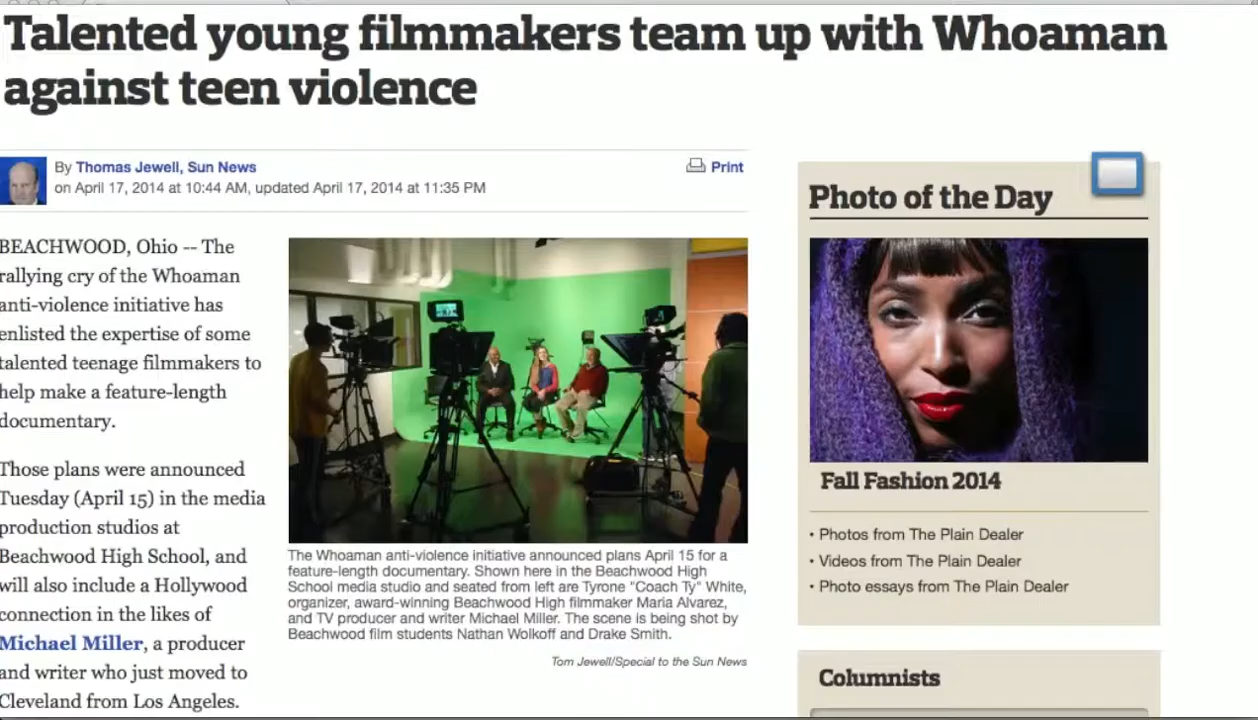 Talented young filmmakers team up with Whoaman
against teen violence
By Thomas Jewell, Sun News
on April 17, 2014 at 10:44 AM, updated April 17, 2014 at 11:35 PM
Print
BEACHWOOD, Ohio -- The
rallying cry of the Whoaman
anti-violence initiative has
enlisted the expertise of some
talented teenage filmmakers to
help make a feature-length
documentary.
Those plans were announced
Tuesday (April 15) in the media
production studios at
Beachwood High School, and
will also include a Hollywood
connection in the likes of
Michael Miller, a producer
and writer who just moved to
Cleveland from Los Angeles.
The Whoaman anti-violence initiative announced plans April 15 for a
feature-length documentary. Shown here in the Beachwood High
School media studio and seated from left are Tyrone "Coach Ty" White,
organizer, award-winning Beachwood High filmmaker Maria Alvarez,
and TV producer and writer Michael Miller. The scene is being shot by
Beachwood film students Nathan Wolkoff and Drake Smith.
Tom Jewell/Special to the Sun News
Photo of the Day
Fall Fashion 2014
• Photos from The Plain Dealer
• Videos from The Plain Dealer
• Photo essays from The Plain Dealer
Columnists